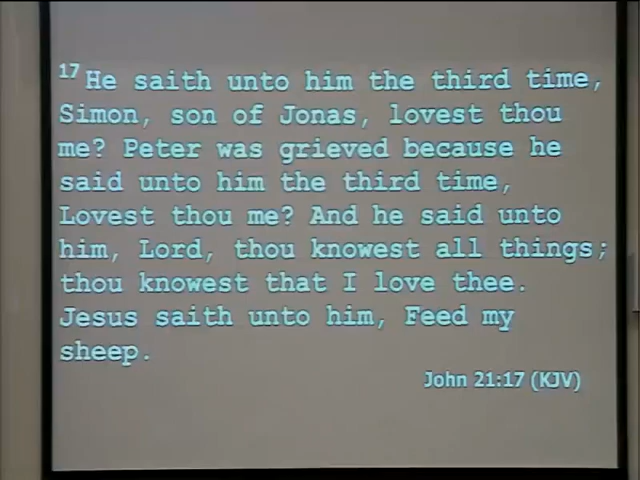 17 He saith unto him the third time,
Simon, son of Jonas, lovest thou
me? Peter was grieved because he
said unto him the third time,
Lovest thou me? And he said unto
him, Lord, thou knowest all things;
thou knowest that I love thee.
Jesus saith unto him, Feed my
sheep.
John 21:17 (KJV)